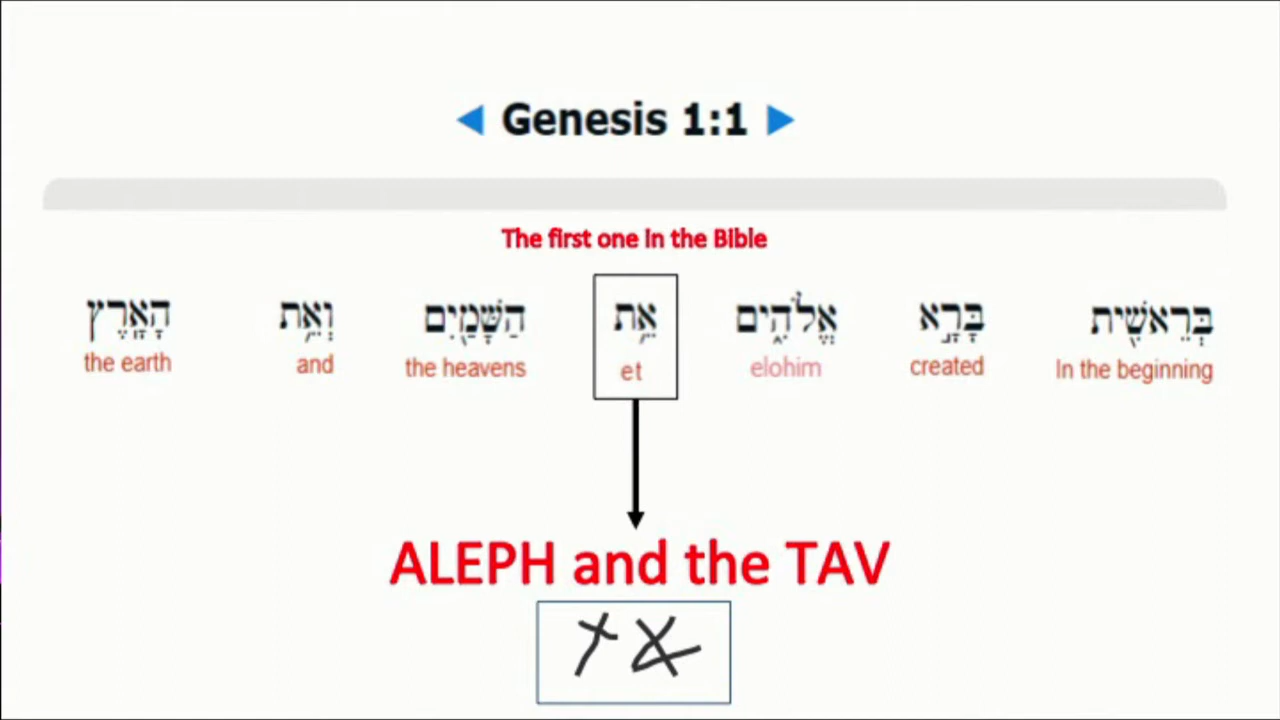 ◀ Genesis 1:1 ▶
The first one in the Bible
בְּרֵאשִׁ֖ית בָּרָ֣א אֱלֹהִ֑ים אֵ֥ת הַשָּׁמַ֖יִם וְאֵ֥ת הָאָֽרֶץ
In the beginning created elohim et the heavens and the earth
ALEPH and the TAV
𐤀𐤕